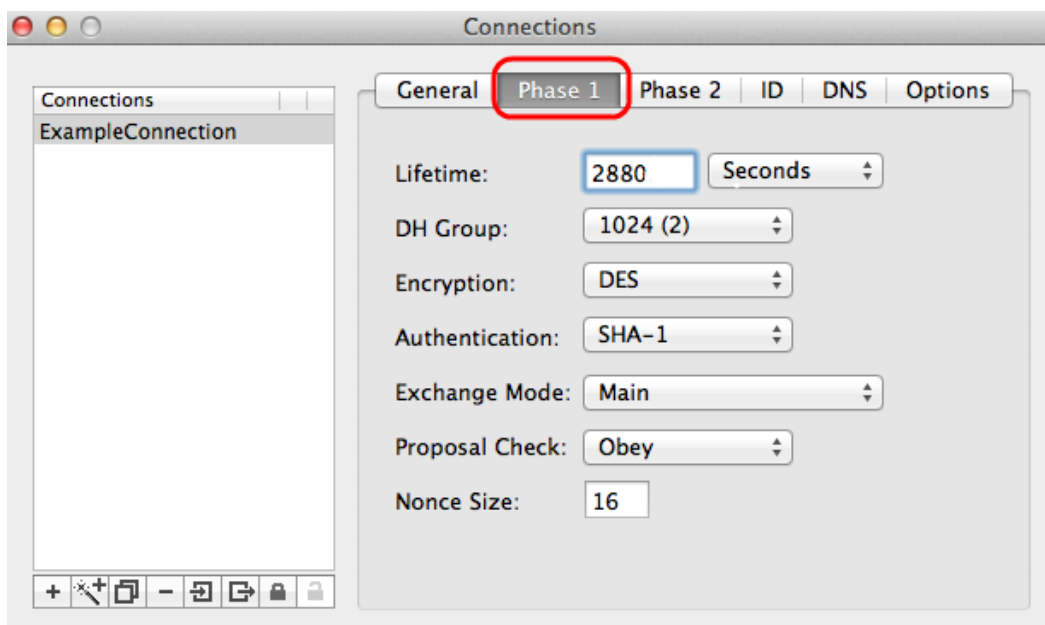 Connections
General Phase 1 Phase 2 ID DNS Options
Connections
ExampleConnection
Lifetime: 2880 Seconds
DH Group: 1024 (2)
Encryption: DES
Authentication: SHA-1
Exchange Mode: Main
Proposal Check: Obey
Nonce Size: 16